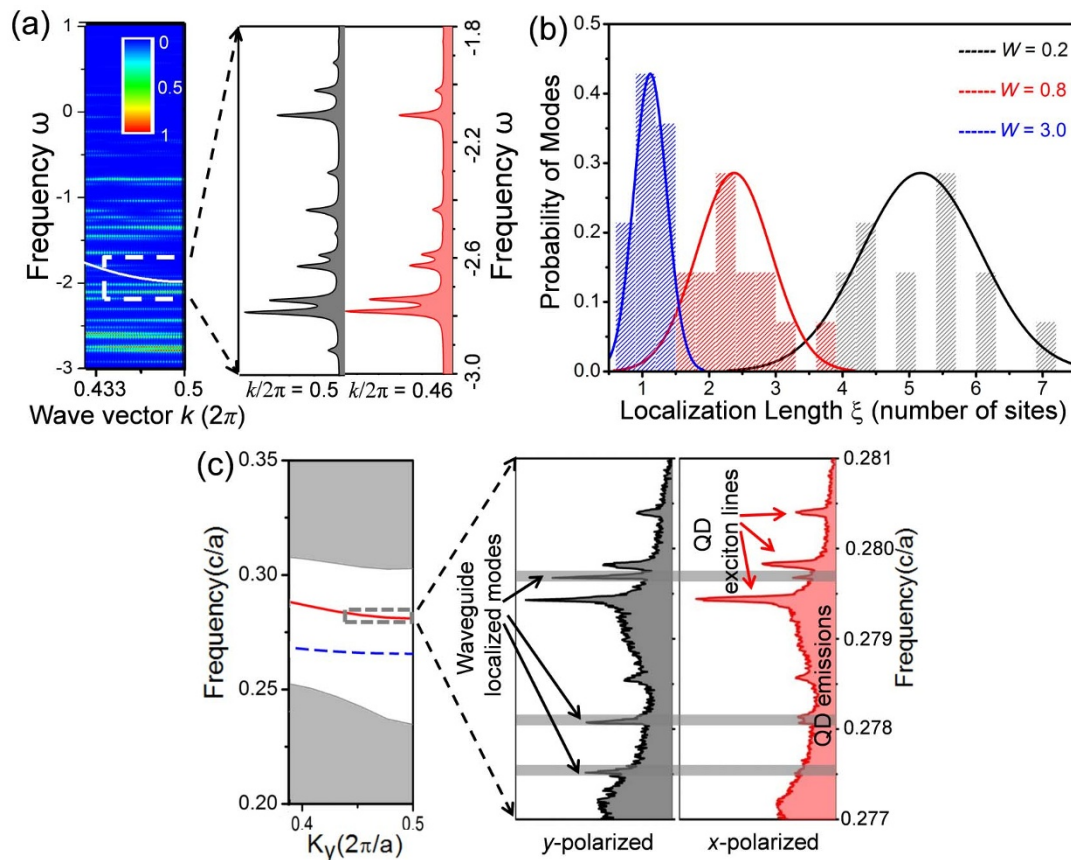 (a)
1
0
-1
-2
-3
Frequency ω
0
0.5
1
0.433
0.5
Wave vector k (2π)
k/2π = 0.5
k/2π = 0.46
-1.8
-2.2
-2.6
-3.0
Frequency ω
(b)
0.5
0.4
0.3
0.2
0.1
0.0
Probability of Modes
W = 0.2
W = 0.8
W = 3.0
1 2 3 4 5 6 7
Localization Length ξ (number of sites)
(c)
0.35
0.30
0.25
0.20
Frequency(c/a)
0.4
0.5
Ky(2π/a)
Waveguide
localized modes
y-polarized
QD
exciton lines
QD emissions
x-polarized
0.281
0.280
0.279
0.278
0.277
Frequency(c/a)